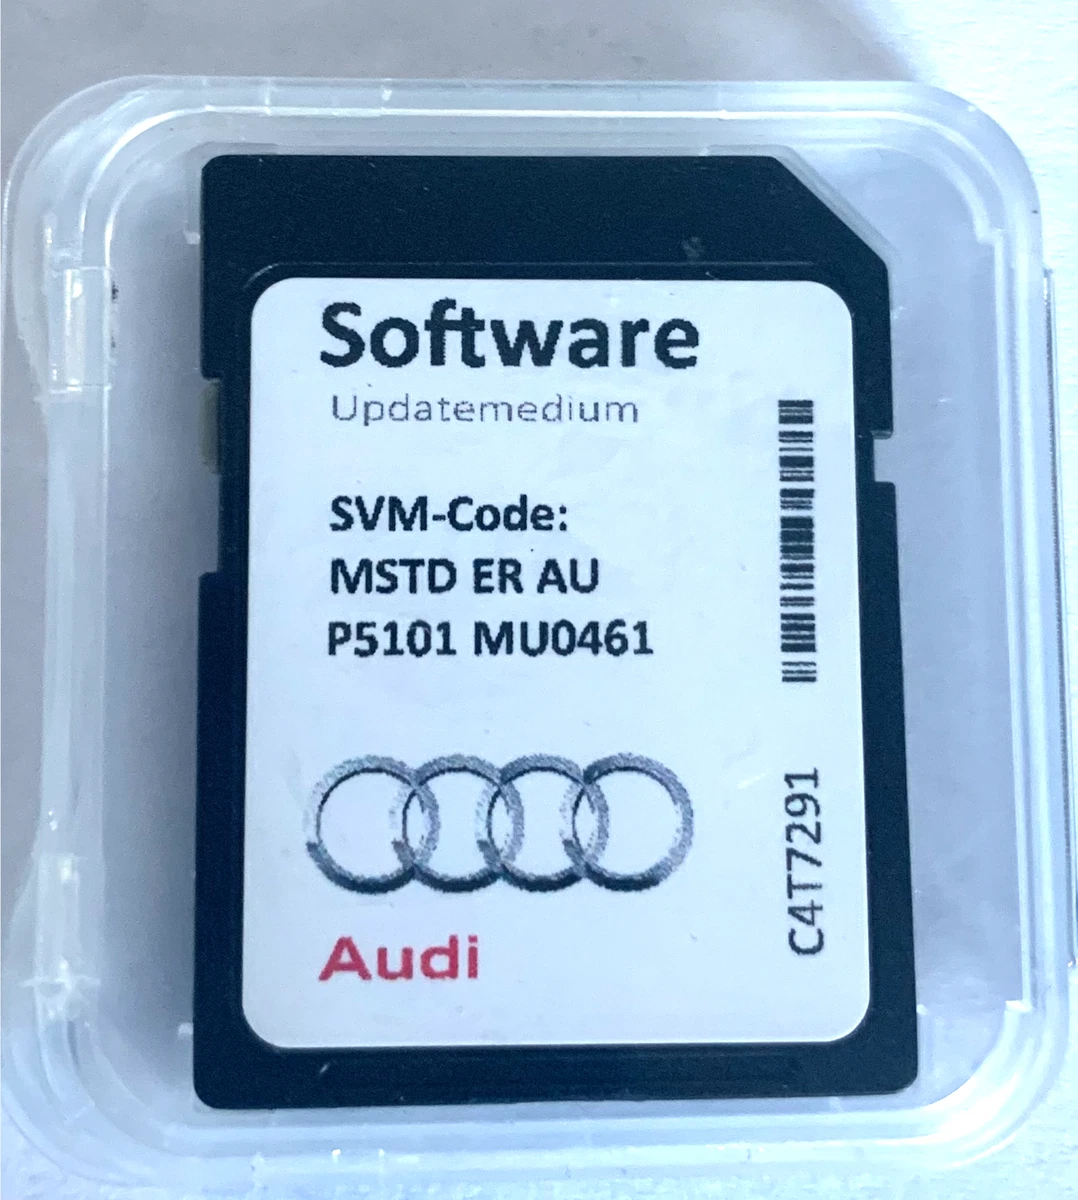 Software
Updatemedium
SVM-Code:
MSTD ER AU
P5101 MU0461
Audi
C4T7291